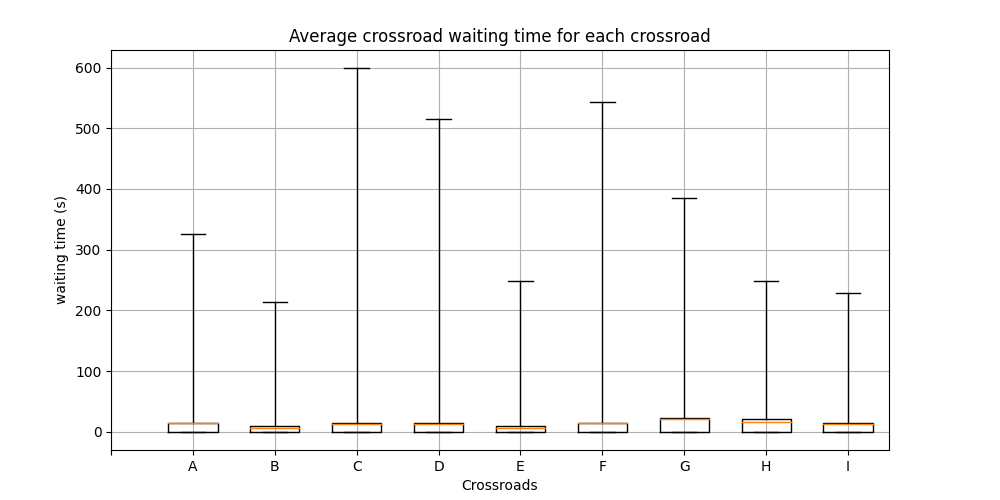 Average crossroad waiting time for each crossroad
600
500
400
300
200
100
0
waiting time (s)
A B C D E F G H I
Crossroads